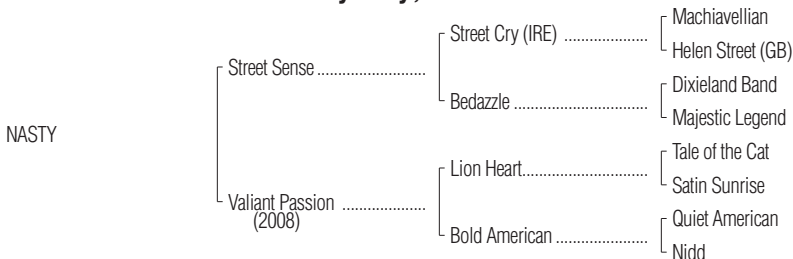 Machiavellian
Street Cry (IRE) ....................
Helen Street (GB)
Street Sense ..........................
Dixieland Band
Bedazzle ................................
Majestic Legend
NASTY
Tale of the Cat
Lion Heart..............................
Satin Sunrise
Valiant Passion ....................
(2008)
Quiet American
Bold American ......................
Nidd